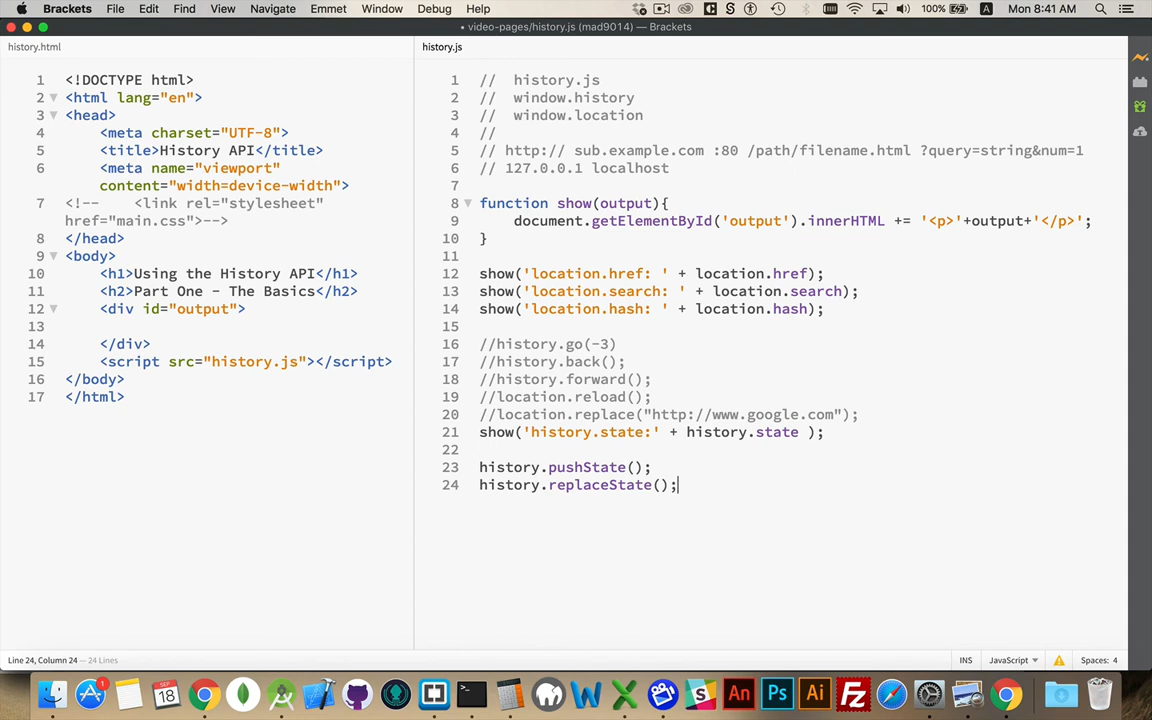 Brackets File Edit Find View Navigate Emmet Window Debug Help 100% A Mon 8:41 AM
• video-pages/history.js (mad9014) — Brackets
history.html
1 <!DOCTYPE html>
2 <html lang="en">
3 <head>
4 <meta charset="UTF-8">
5 <title>History API</title>
6 <meta name="viewport"
content="width=device-width">
7 <!-- <link rel="stylesheet"
href="main.css">-->
8 </head>
9 <body>
10 <h1>Using the History API</h1>
11 <h2>Part One - The Basics</h2>
12 <div id="output">
13
14 </div>
15 <script src="history.js"></script>
16 </body>
17 </html>
history.js
1 // history.js
2 // window.history
3 // window.location
4 //
5 // http:// sub.example.com :80 /path/filename.html ?query=string&num=1
6 // 127.0.0.1 localhost
7
8 function show(output){
9 document.getElementById('output').innerHTML += '<p>'+output+'</p>';
10 }
11
12 show('location.href: ' + location.href);
13 show('location.search: ' + location.search);
14 show('location.hash: ' + location.hash);
15
16 //history.go(-3)
17 //history.back();
18 //history.forward();
19 //location.reload();
20 //location.replace("http://www.google.com");
21 show('history.state:' + history.state );
22
23 history.pushState();
24 history.replaceState();
Line 24, Column 24 — 24 Lines
INS JavaScript Spaces: 4
1 SEP 18 W X S An Ps Ai Fz